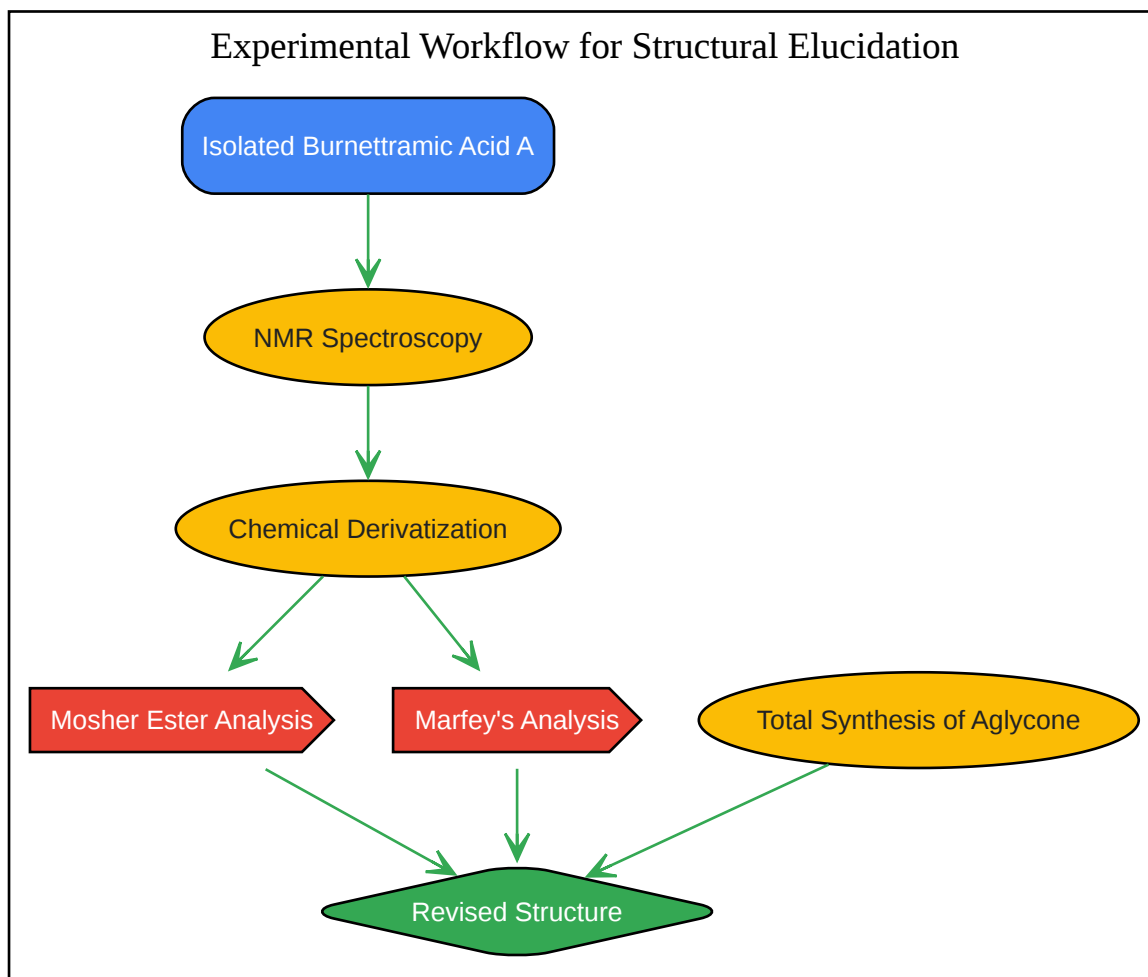 Experimental Workflow for Structural Elucidation
Isolated Burnettramic Acid A
NMR Spectroscopy
Chemical Derivatization
Mosher Ester Analysis
Marfey's Analysis
Total Synthesis of Aglycone
Revised Structure